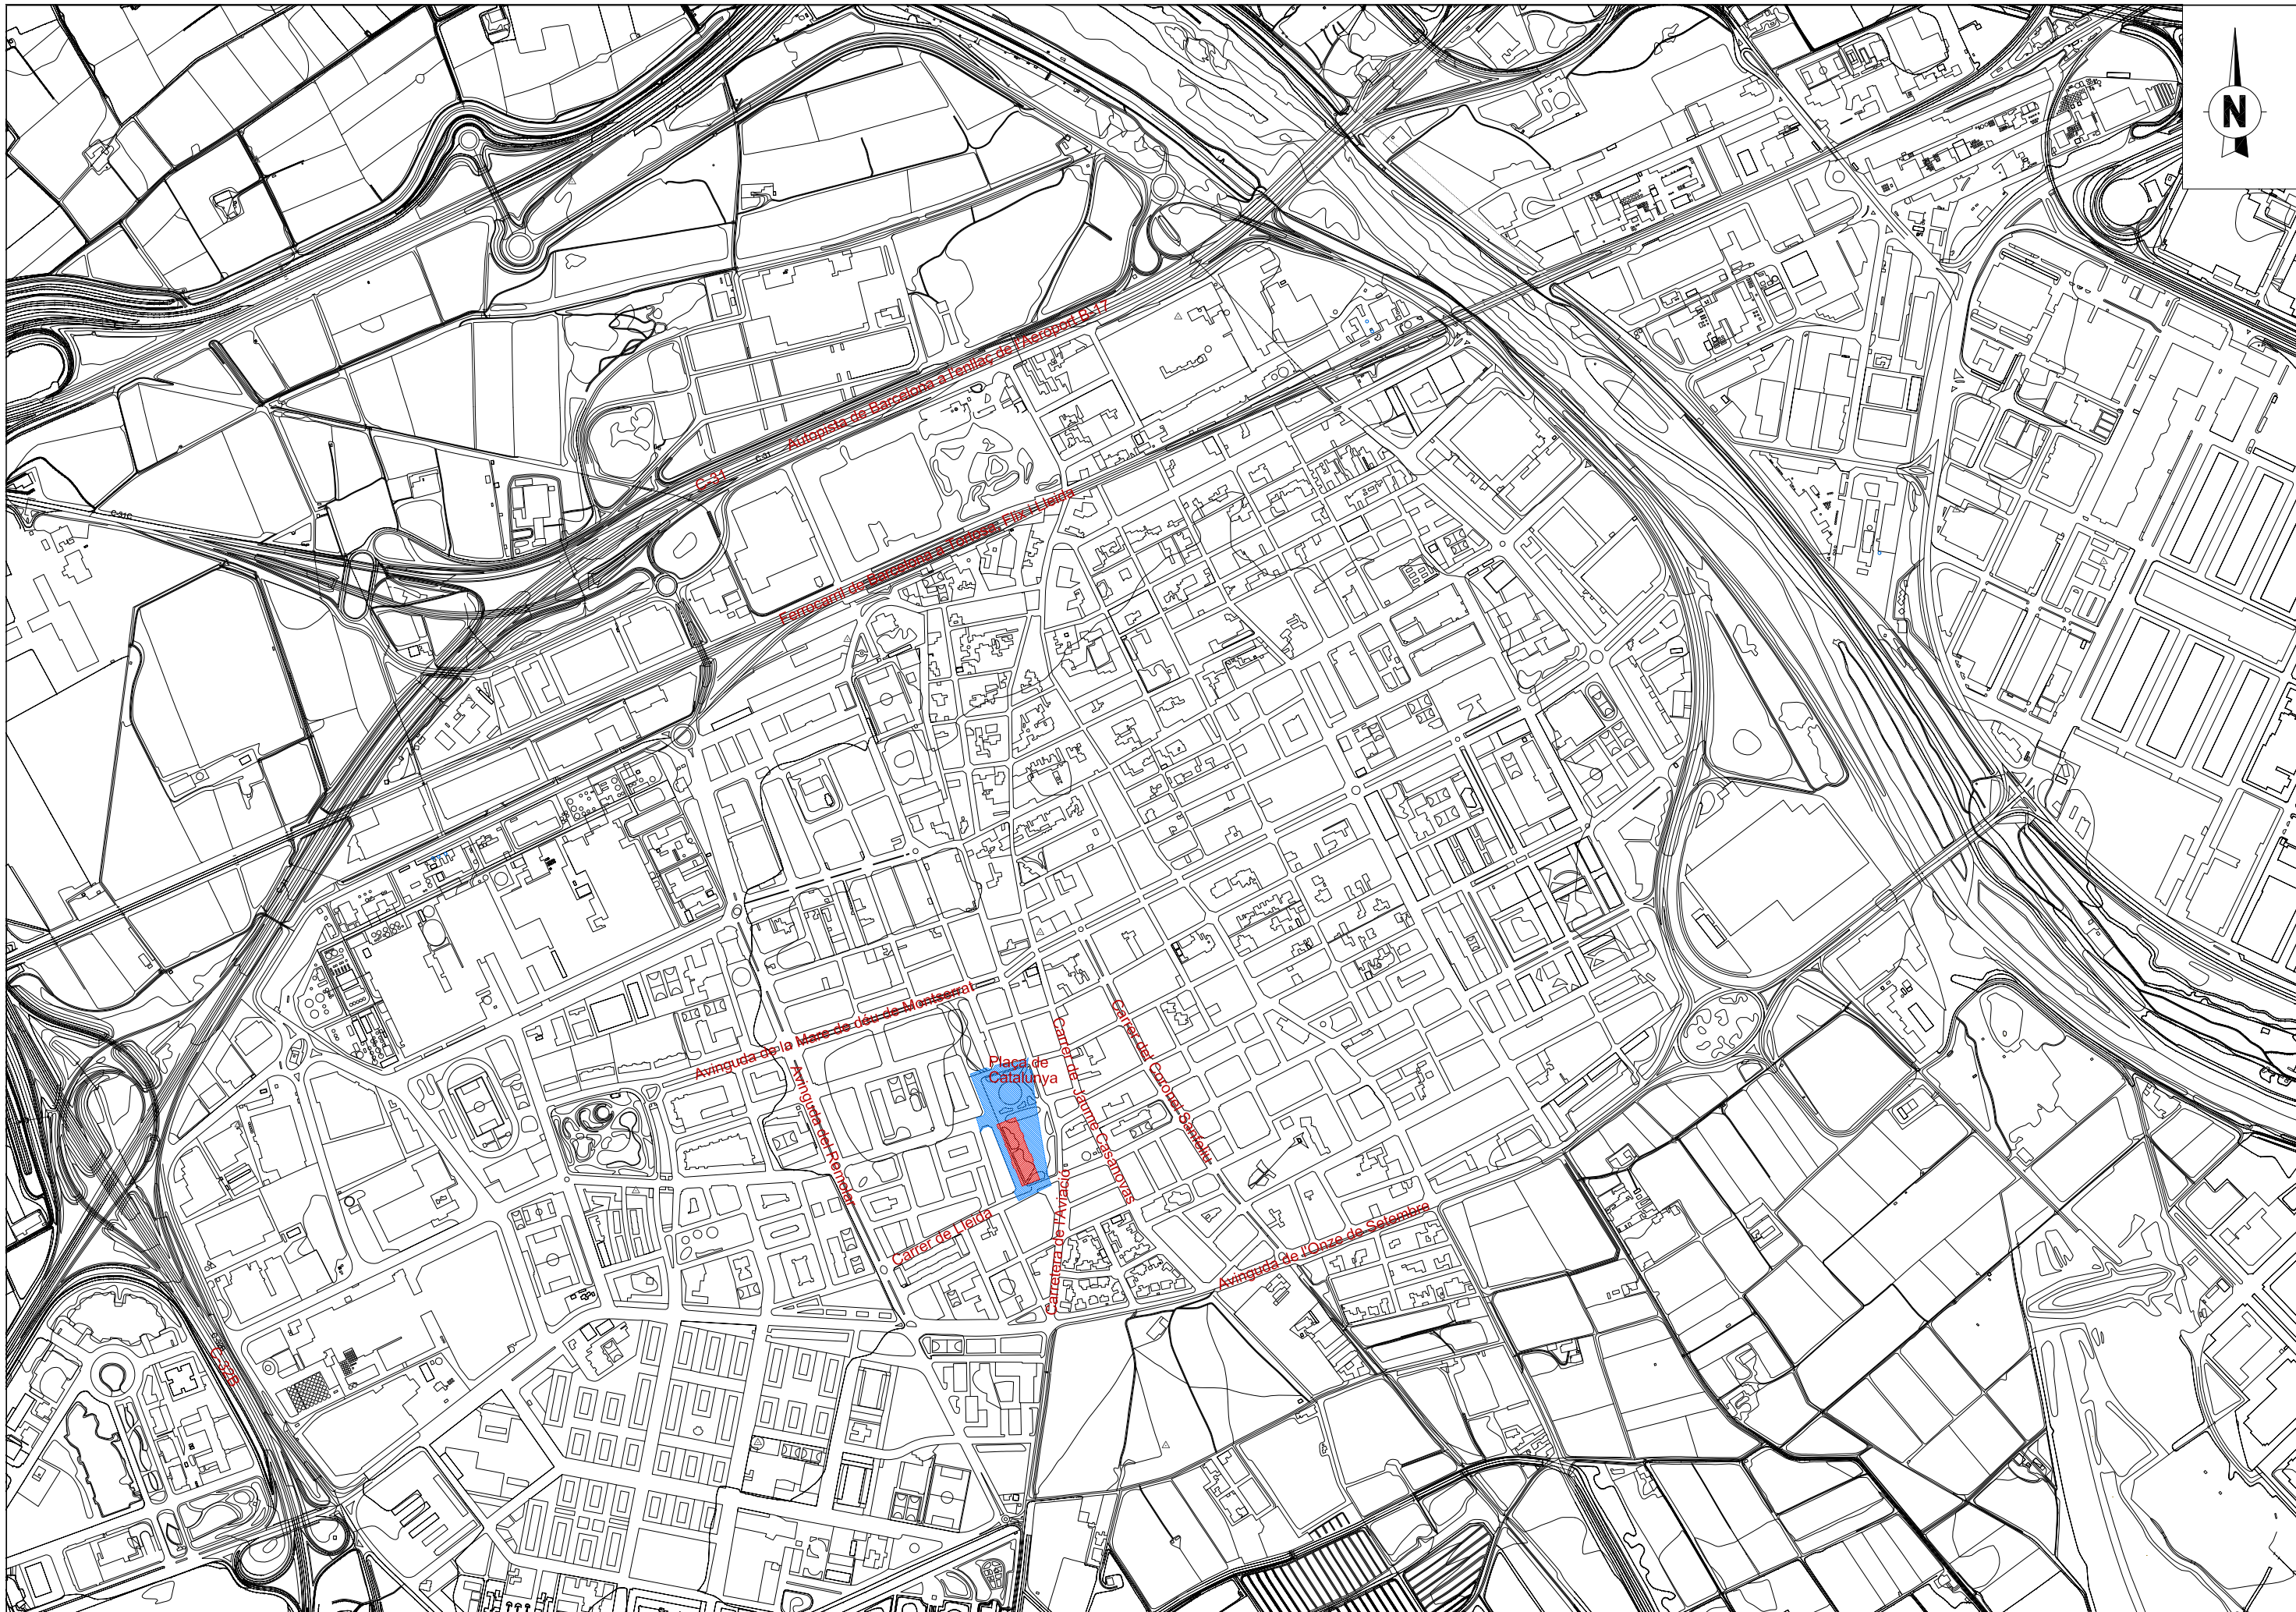 N
Autopista de Barcelona a l'enllaç de l'Aeroport B-17
C-31
C-31
Ferrocarril de Barcelona a Tortosa, Flix i Lleida
C-31C
Avinguda de la Mare de déu de Montserrat
Avinguda del Remolar
Plaça de
Catalunya
Carrer de Jaume Casanovas
Carrer del Coronel Sanfeliu
Carretera de l'Aviació
Carrer de Lleida
Avinguda de l'Onze de Setembre
C-32B